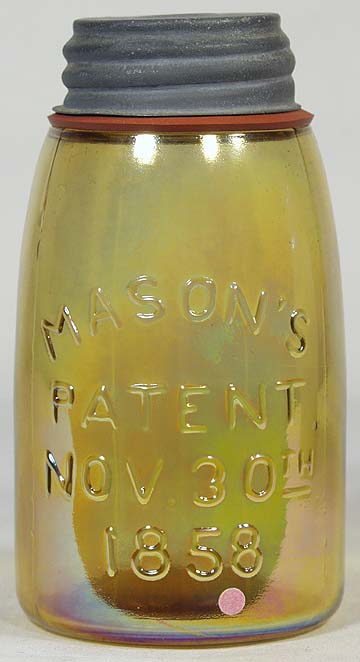 MASON'S
PATENT
NOV. 30TH
1858